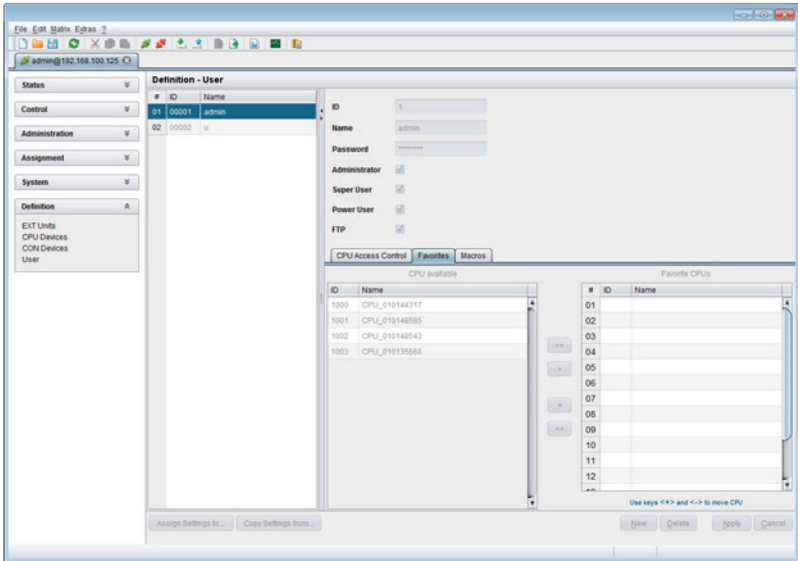 File Edit Matrix Extras ?
admin@192.168.100.125
Status
Control
Administration
Assignment
System
Definition
EXT Units
CPU Devices
CON Devices
User
Definition - User
# ID Name
01 00001 admin
02 00002 u
ID 1
Name admin
Password ********
Administrator
Super User
Power User
FTP
CPU Access Control Favorites Macros
CPU available
ID Name
1000 CPU_010144317
1001 CPU_010148585
1002 CPU_010148543
1003 CPU_010135668
>>
>
<
<<
Favorite CPUs
# ID Name
01
02
03
04
05
06
07
08
09
10
11
12
Use keys <+> and <-> to move CPU
Assign Settings to... Copy Settings from...
New Delete Apply Cancel